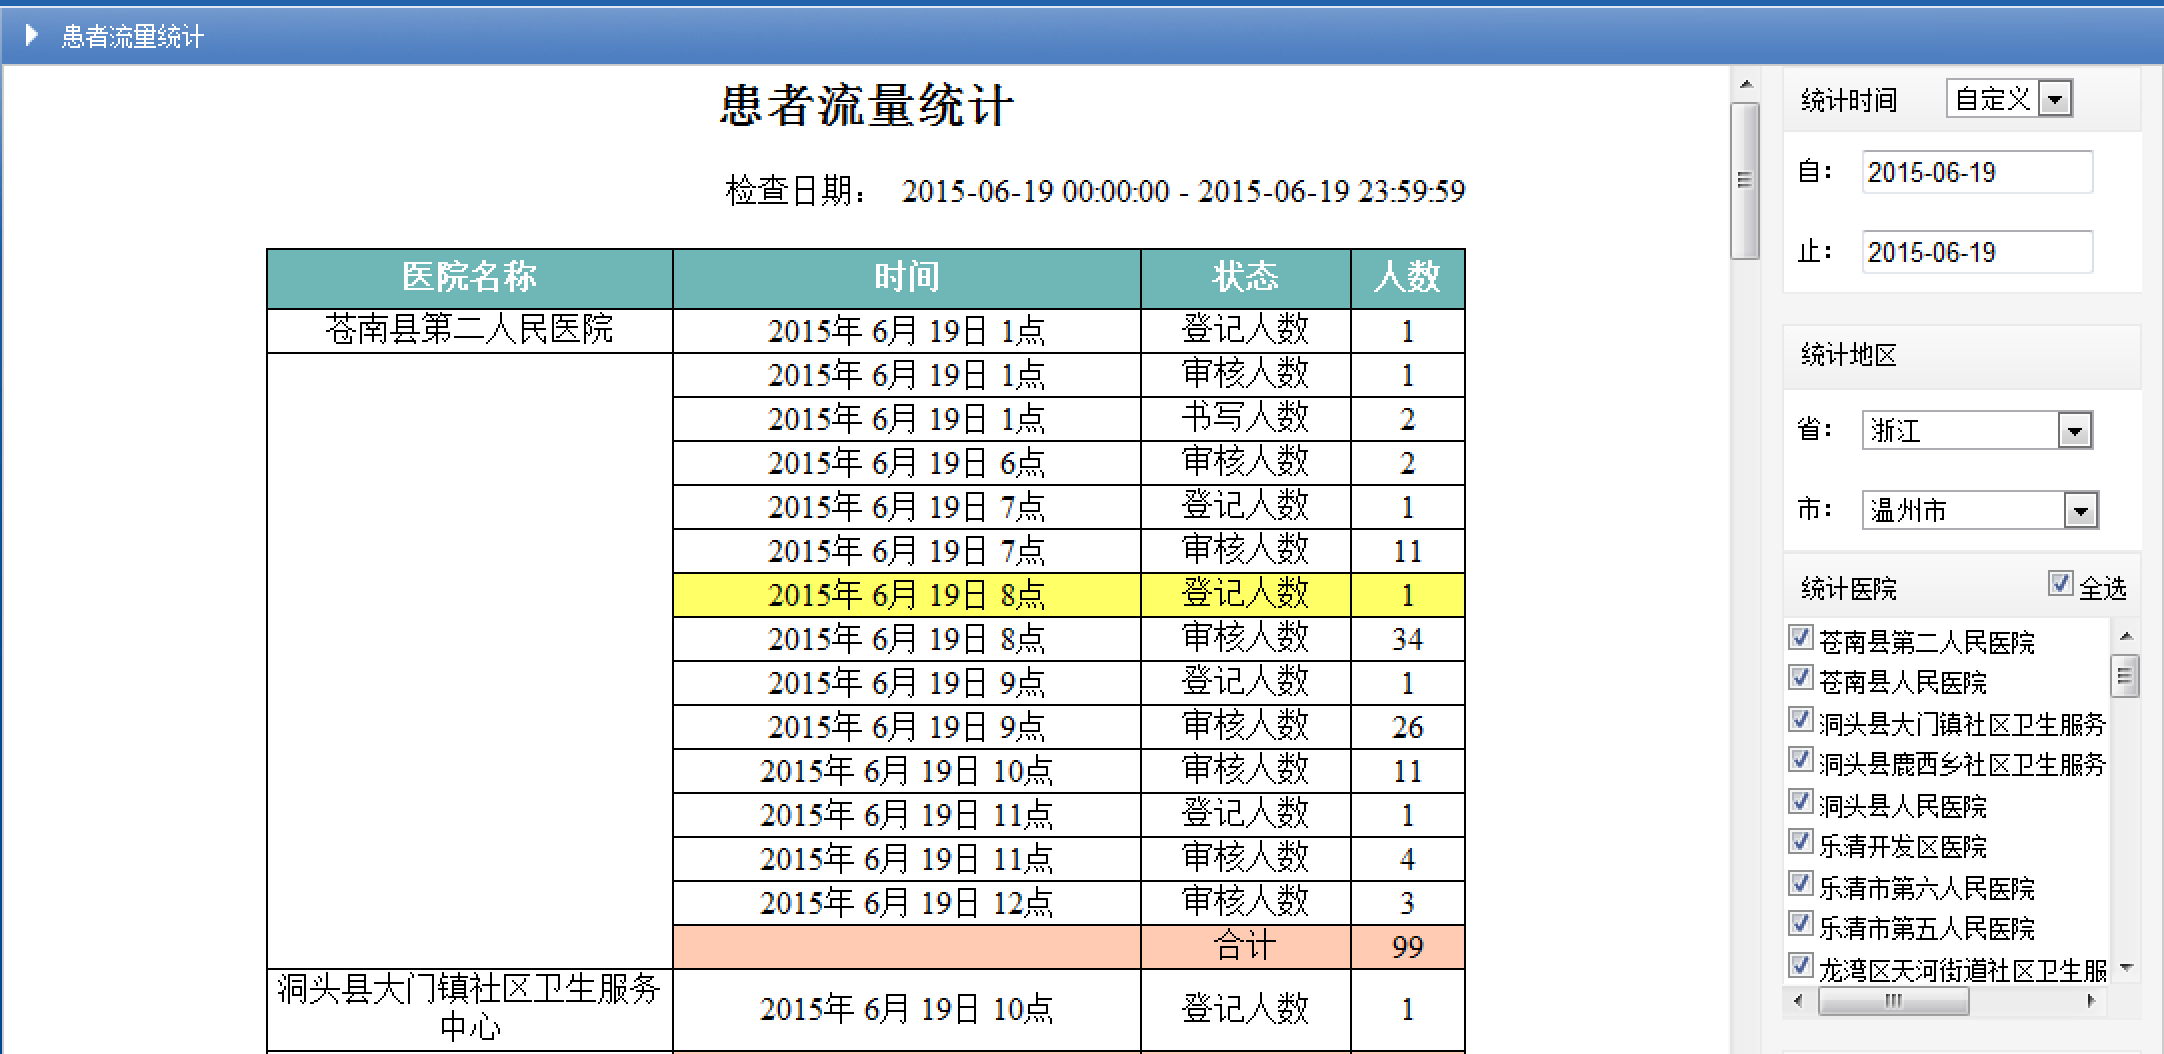 患者流量统计
患者流量统计
检查日期： 2015-06-19 00:00:00 - 2015-06-19 23:59:59
医院名称 时间 状态 人数
苍南县第二人民医院 2015年 6月 19日 1点 登记人数 1
2015年 6月 19日 1点 审核人数 1
2015年 6月 19日 1点 书写人数 2
2015年 6月 19日 6点 审核人数 2
2015年 6月 19日 7点 登记人数 1
2015年 6月 19日 7点 审核人数 11
2015年 6月 19日 8点 登记人数 1
2015年 6月 19日 8点 审核人数 34
2015年 6月 19日 9点 登记人数 1
2015年 6月 19日 9点 审核人数 26
2015年 6月 19日 10点 审核人数 11
2015年 6月 19日 11点 登记人数 1
2015年 6月 19日 11点 审核人数 4
2015年 6月 19日 12点 审核人数 3
合计 99
洞头县大门镇社区卫生服务
中心 2015年 6月 19日 10点 登记人数 1
统计时间 自定义
自： 2015-06-19
止： 2015-06-19
统计地区
省： 浙江
市： 温州市
统计医院 全选
苍南县第二人民医院
苍南县人民医院
洞头县大门镇社区卫生服务
洞头县鹿西乡社区卫生服务
洞头县人民医院
乐清开发区医院
乐清市第六人民医院
乐清市第五人民医院
龙湾区天河街道社区卫生服